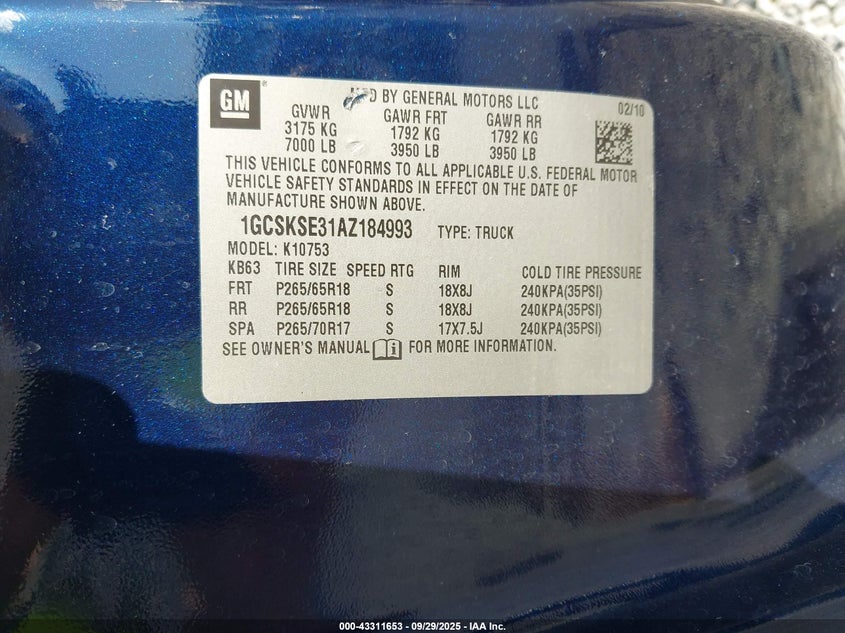 GM ®
MFD BY GENERAL MOTORS LLC 02/10
GVWR GAWR FRT GAWR RR
3175 KG 1792 KG 1792 KG
7000 LB 3950 LB 3950 LB
THIS VEHICLE CONFORMS TO ALL APPLICABLE U.S. FEDERAL MOTOR
VEHICLE SAFETY STANDARDS IN EFFECT ON THE DATE OF
MANUFACTURE SHOWN ABOVE.
1GCSKSE31AZ184993 TYPE: TRUCK
MODEL: K10753
KB63 TIRE SIZE SPEED RTG RIM COLD TIRE PRESSURE
FRT P265/65R18 S 18X8J 240KPA(35PSI)
RR P265/65R18 S 18X8J 240KPA(35PSI)
SPA P265/70R17 S 17X7.5J 240KPA(35PSI)
SEE OWNER'S MANUAL i FOR MORE INFORMATION.
000-43311653 - 09/29/2025 - IAA Inc.